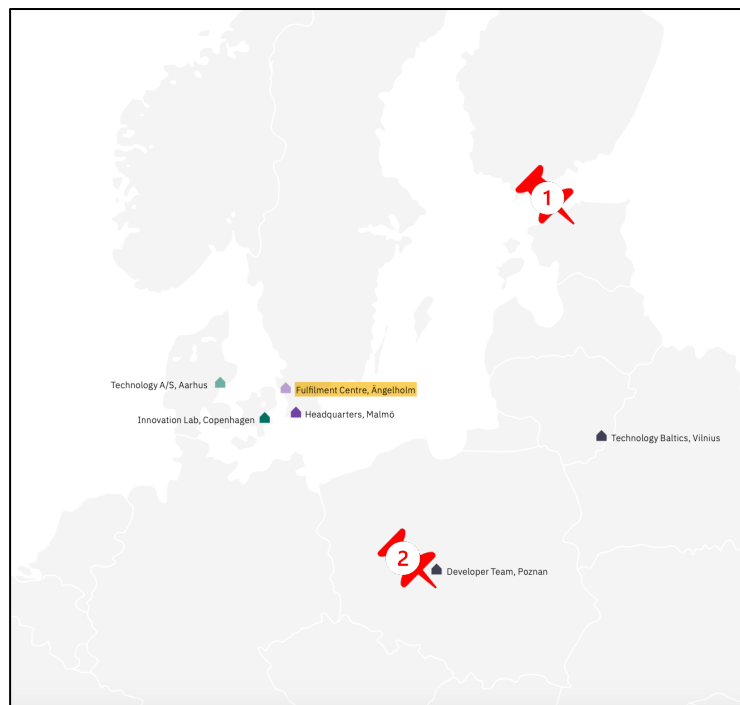 1
Technology A/S, Aarhus
Fulfilment Centre, Ängelholm
Innovation Lab, Copenhagen
Headquarters, Malmö
Technology Baltics, Vilnius
2
Developer Team, Poznan